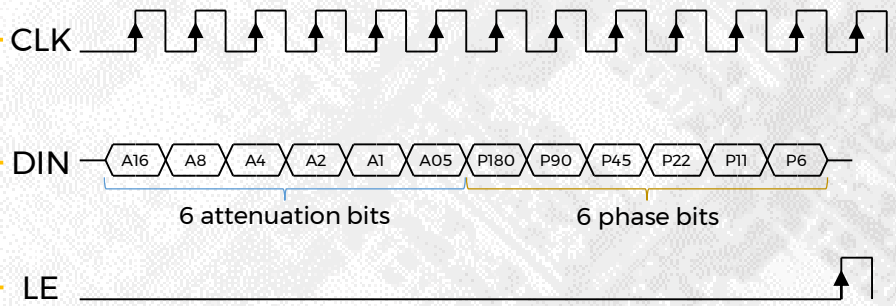 CLK
DIN A16 A8 A4 A2 A1 A05 P180 P90 P45 P22 P11 P6
6 attenuation bits 6 phase bits
LE